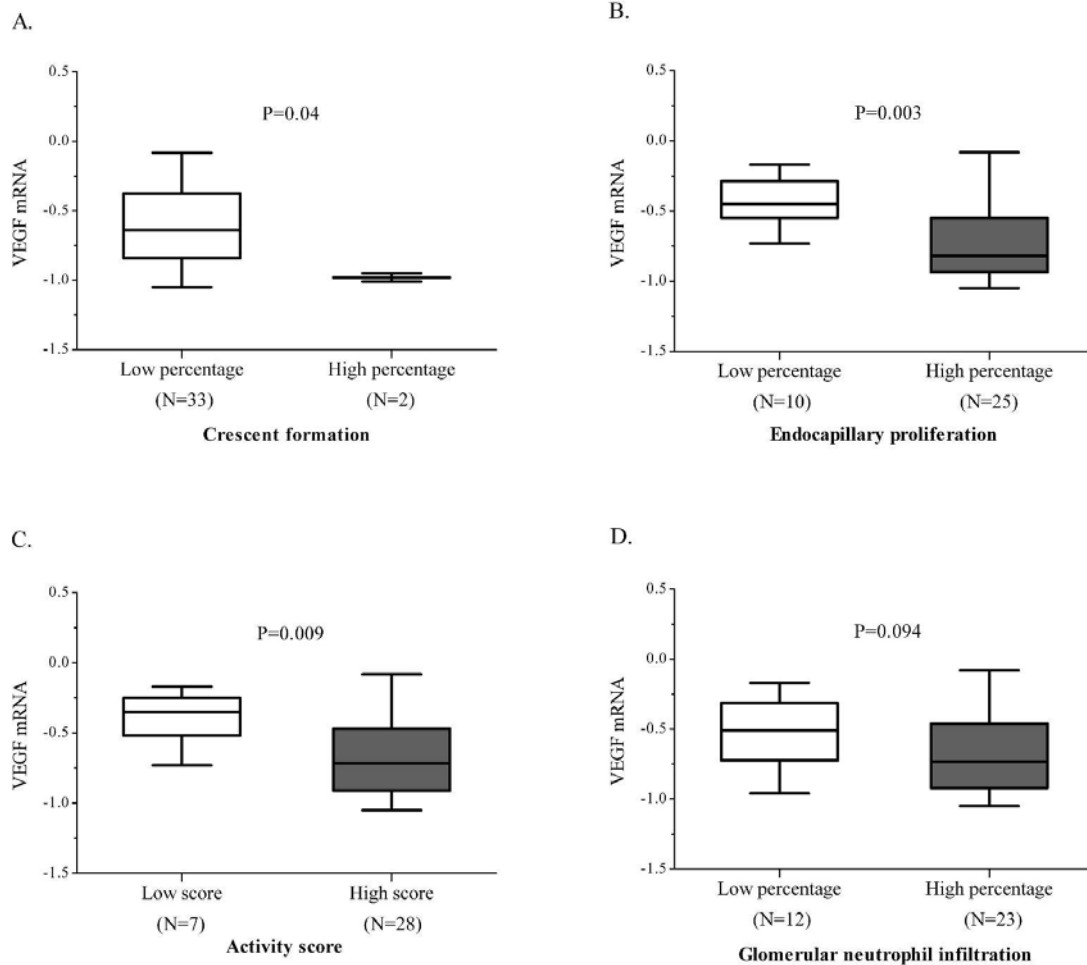 A.
0.5
0.0
-0.5
-1.0
-1.5
VEGF mRNA
P=0.04
Low percentage
High percentage
(N=33)
(N=2)
Crescent formation
B.
0.5
0.0
-0.5
-1.0
-1.5
VEGF mRNA
P=0.003
Low percentage
High percentage
(N=10)
(N=25)
Endocapillary proliferation
C.
0.5
0.0
-0.5
-1.0
-1.5
VEGF mRNA
P=0.009
Low score
High score
(N=7)
(N=28)
Activity score
D.
0.5
0.0
-0.5
-1.0
-1.5
VEGF mRNA
P=0.094
Low percentage
High percentage
(N=12)
(N=23)
Glomerular neutrophil infiltration